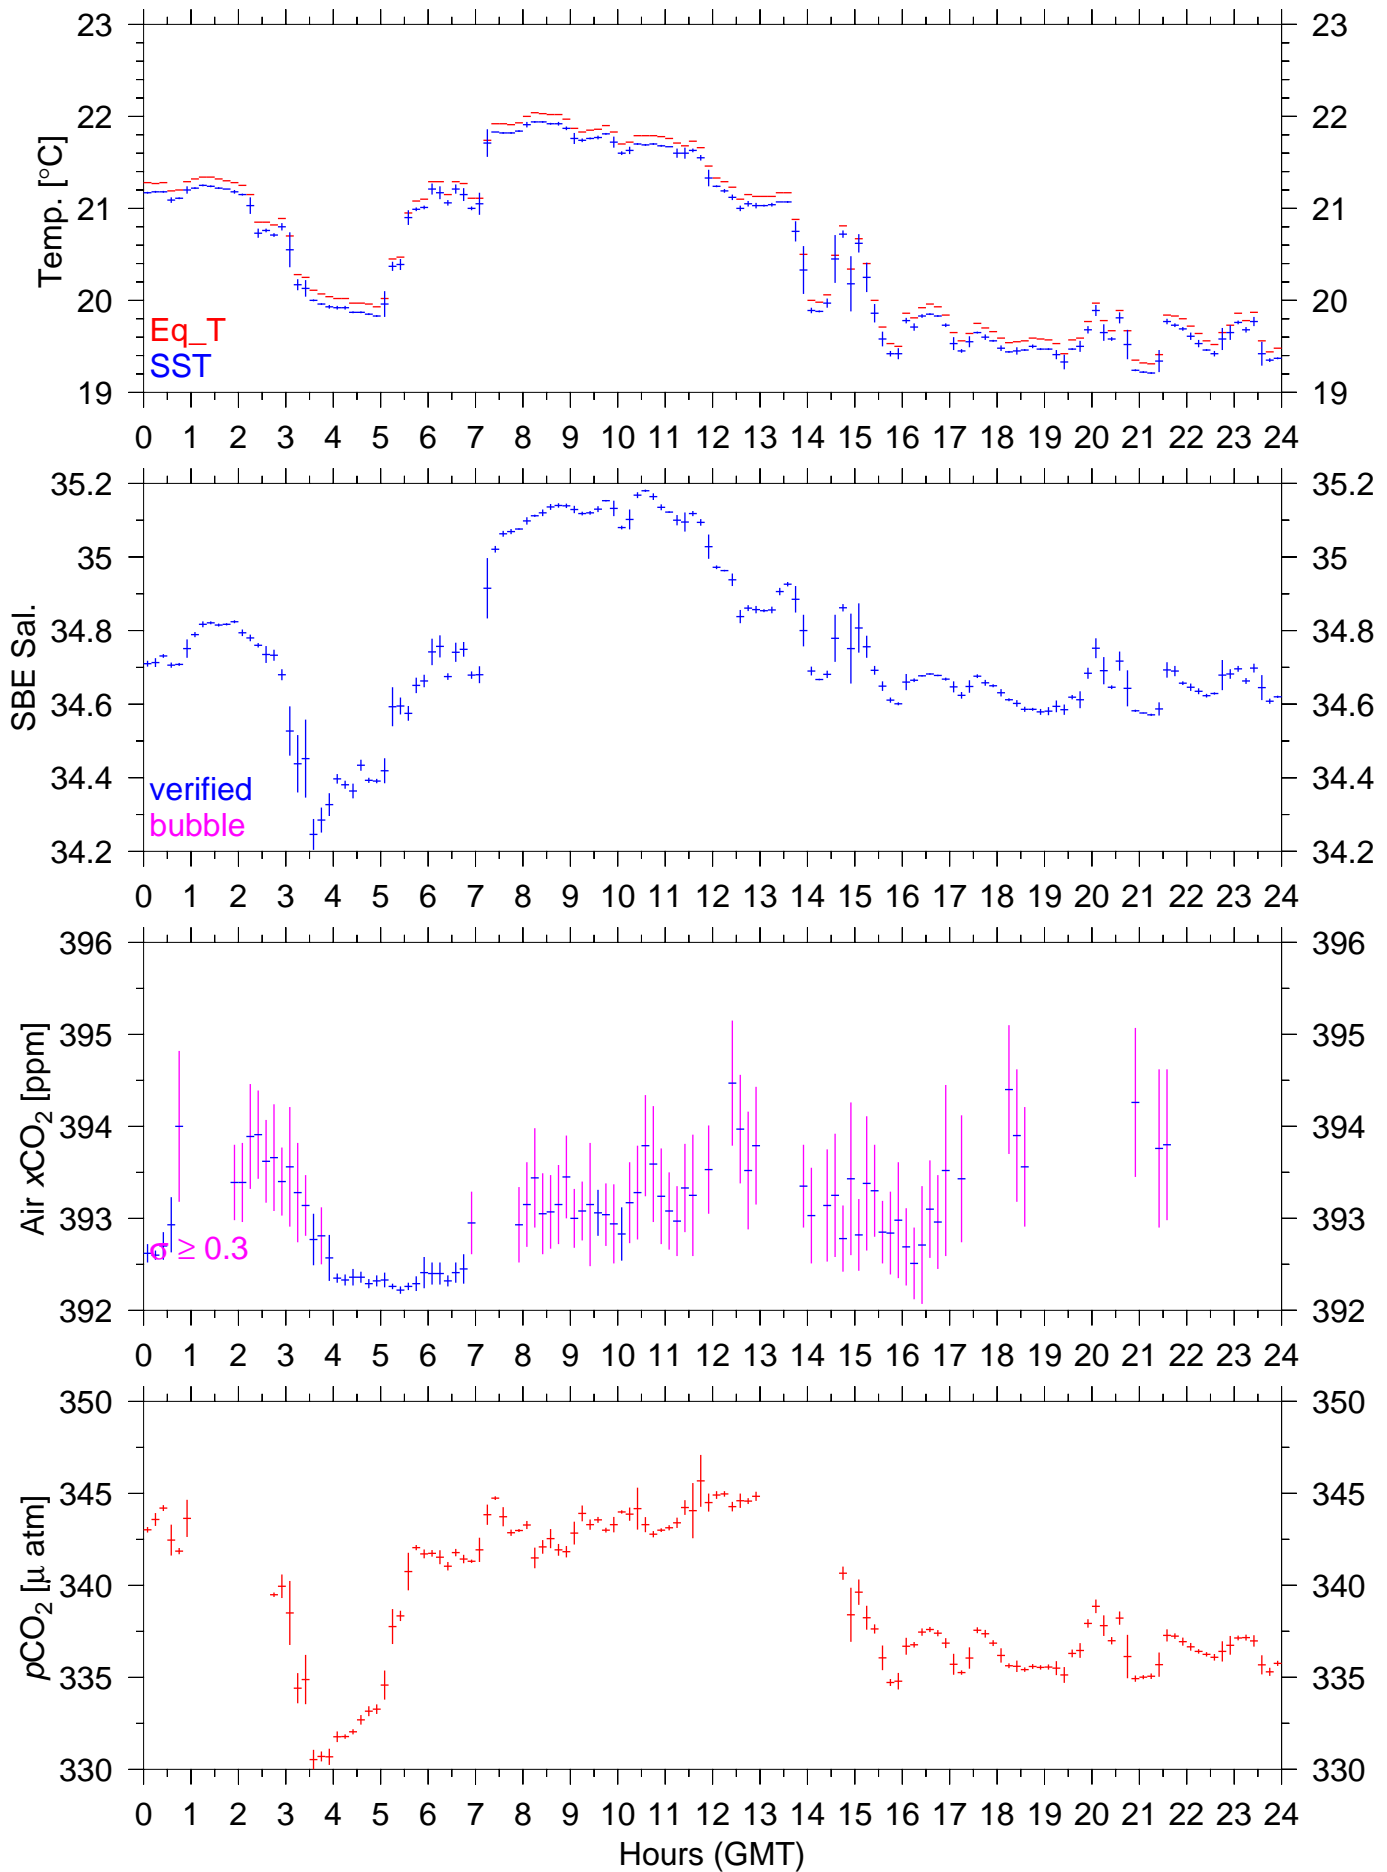 23 23
22 22
21 21
20 20
19 19
Temp. [°C]
Eq_T
SST
0 1 2 3 4 5 6 7 8 9 10 11 12 13 14 15 16 17 18 19 20 21 22 23 24
35.2 35.2
35 35
34.8 34.8
34.6 34.6
34.4 34.4
34.2 34.2
SBE Sal.
verified
bubble
0 1 2 3 4 5 6 7 8 9 10 11 12 13 14 15 16 17 18 19 20 21 22 23 24
396 396
395 395
394 394
393 393
392 392
Air xCO₂ [ppm]
σ ≥ 0.3
0 1 2 3 4 5 6 7 8 9 10 11 12 13 14 15 16 17 18 19 20 21 22 23 24
350 350
345 345
340 340
335 335
330 330
pCO₂ [μ atm]
0 1 2 3 4 5 6 7 8 9 10 11 12 13 14 15 16 17 18 19 20 21 22 23 24
Hours (GMT)